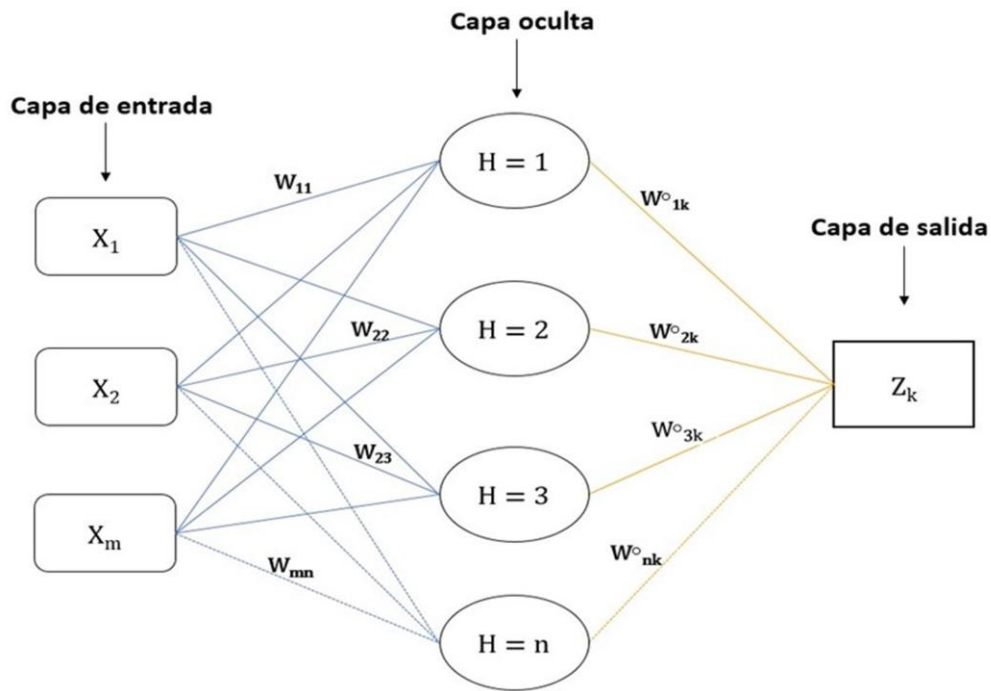 Capa oculta
Capa de entrada
H = 1
W₁₁
W°₁ₖ
X₁
Capa de salida
W₂₂
H = 2
W°₂ₖ
X₂
Zₖ
W°₃ₖ
W₂₃
H = 3
Xₘ
W°ₙₖ
Wₘₙ
H = n